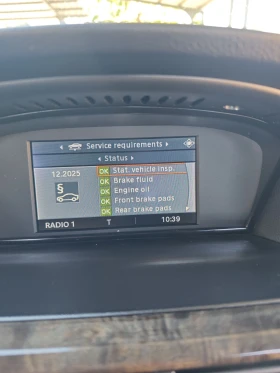 Service requirements
Status
12.2025
OK Stat. vehicle insp.
OK Brake fluid
§
OK Engine oil
OK Front brake pads
OK Rear brake pads
RADIO 1 T 10:39